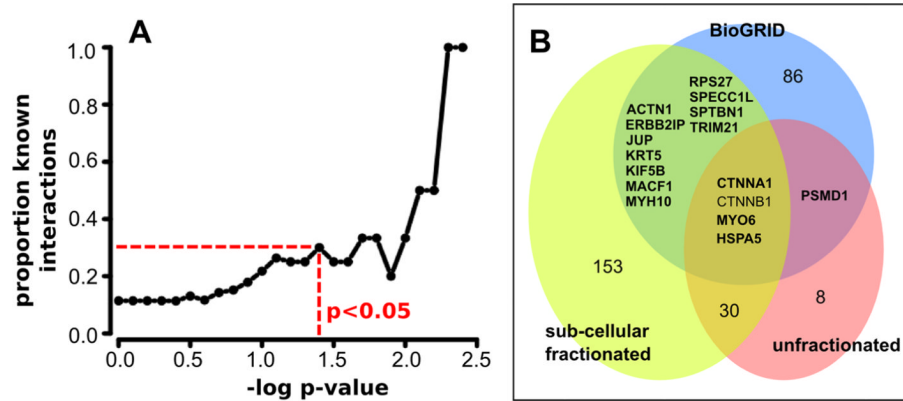 A
proportion known
interactions
1.0
0.8
0.6
0.4
0.2
0.0
p<0.05
0.0 0.5 1.0 1.5 2.0 2.5
-log p-value
B
BioGRID
86
RPS27
SPECC1L
SPTBN1
TRIM21
ACTN1
ERBB2IP
JUP
KRT5
KIF5B
MACF1
MYH10
CTNNA1
CTNNB1
MYO6
HSPA5
PSMD1
153
30
8
sub-cellular
fractionated
unfractionated